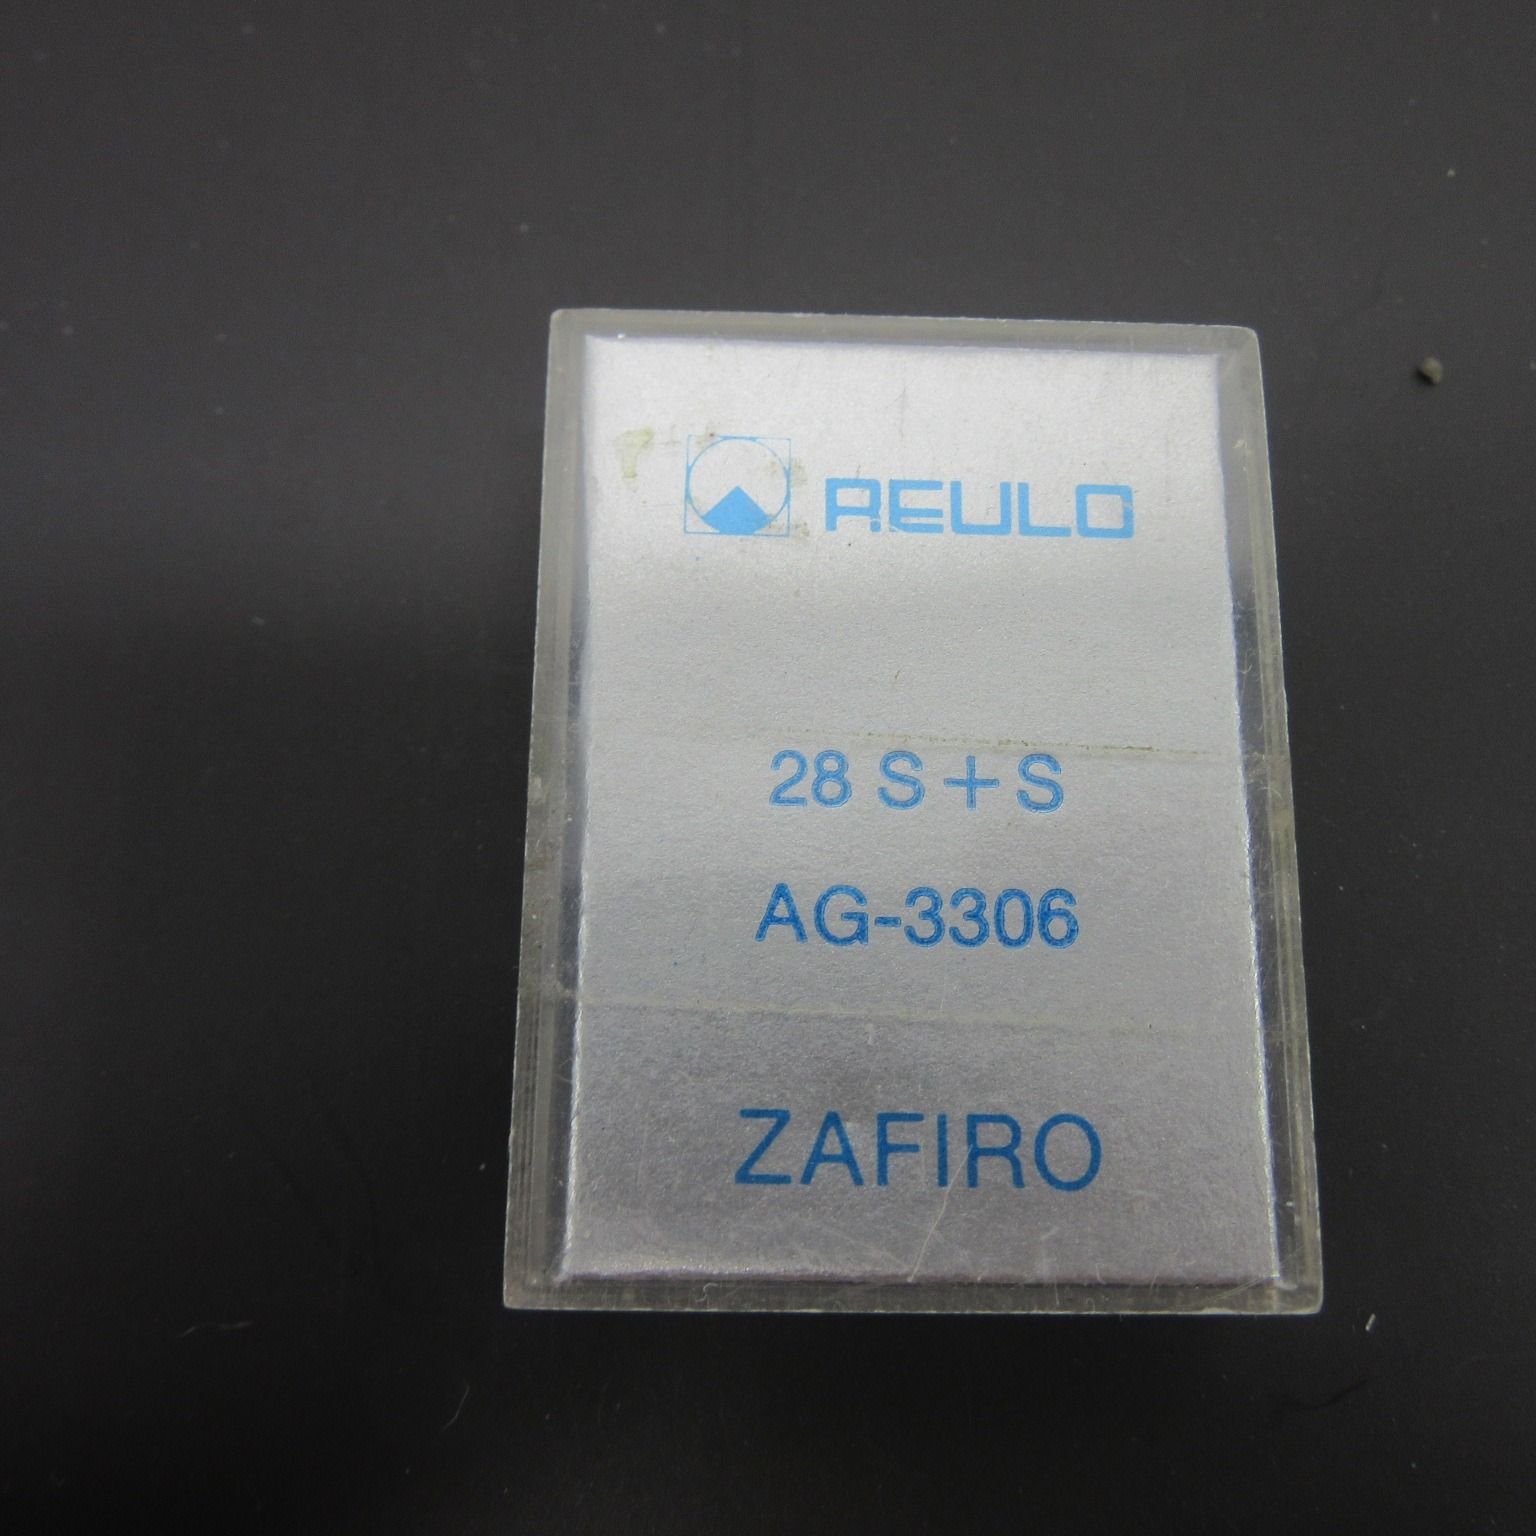 REULO
28 S+S
AG-3306
ZAFIRO